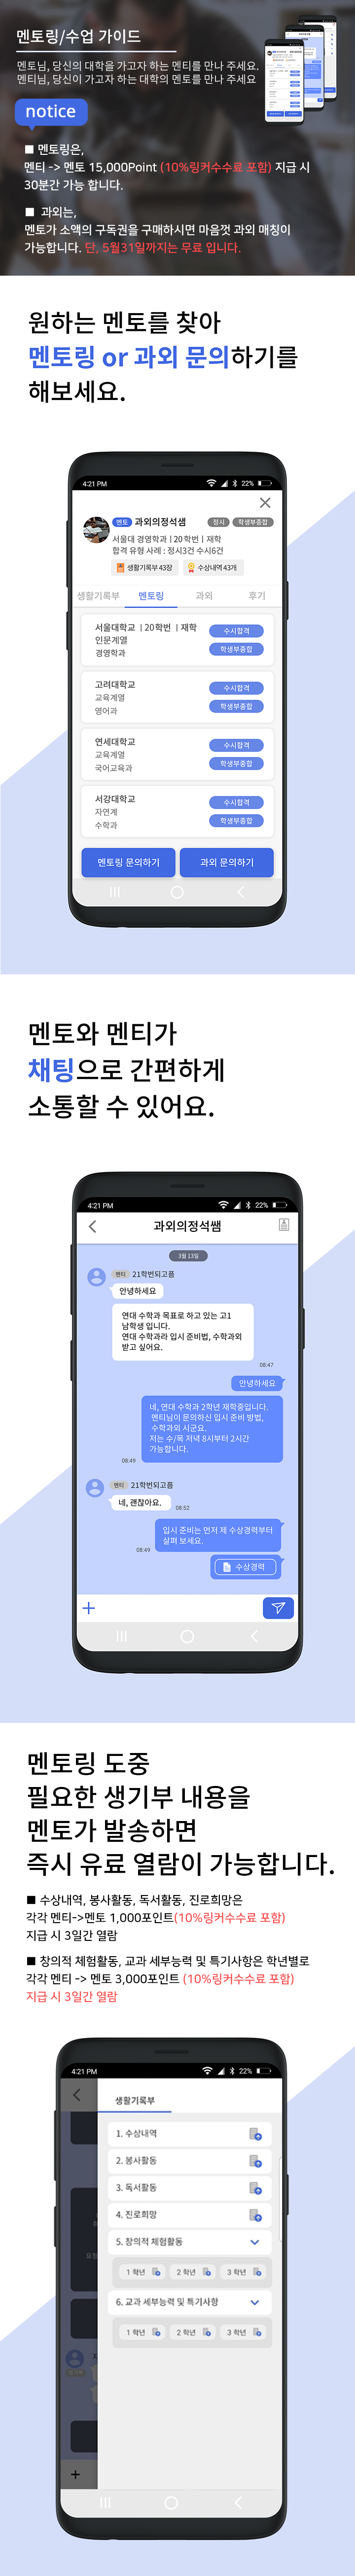 멘토링/수업 가이드
멘토님, 당신의 대학을 가고자 하는 멘티를 만나 주세요.
멘티님, 당신이 가고자 하는 대학의 멘토를 만나 주세요
notice
■ 멘토링은,
멘티 -> 멘토 15,000Point (10%링커수수료 포함) 지급 시
30분간 가능 합니다.
■ 과외는,
멘토가 소액의 구독권을 구매하시면 마음껏 과외 매칭이
가능합니다. 단, 5월31일까지는 무료 입니다.
원하는 멘토를 찾아
멘토링 or 과외 문의하기를
해보세요.
4:21 PM 22%
멘토 과외의정석쌤 정시 학생부종합
서울대 경영학과 | 20학번 | 재학
합격 유형 사례 : 정시3건 수시6건
생활기록부 43장 수상내역 43개
생활기록부 멘토링 과외 후기
서울대학교 | 20학번 | 재학
인문계열
경영학과
수시합격
학생부종합
고려대학교
교육계열
영어과
수시합격
학생부종합
연세대학교
교육계열
국어교육과
수시합격
학생부종합
서강대학교
자연계
수학과
수시합격
학생부종합
멘토링 문의하기 과외 문의하기
멘토와 멘티가
채팅으로 간편하게
소통할 수 있어요.
4:21 PM 22%
과외의정석쌤
3월 13일
멘티 21학번되고픔
안녕하세요
연대 수학과 목표로 하고 있는 고1
남학생 입니다.
연대 수학과라 입시 준비법, 수학과외
받고 싶어요.
08:47
안녕하세요
네, 연대 수학과 2학년 재학중입니다.
멘티님이 문의하신 입시 준비 방법,
수학과외 시군요.
저는 수/목 저녁 8시부터 2시간
가능합니다.
08:49
멘티 21학번되고픔
네, 괜찮아요.
08:52
입시 준비는 먼저 제 수상경력부터
살펴 보세요.
08:49
수상경력
멘토링 도중
필요한 생기부 내용을
멘토가 발송하면
즉시 유료 열람이 가능합니다.
■ 수상내역, 봉사활동, 독서활동, 진로희망은
각각 멘티->멘토 1,000포인트(10%링커수수료 포함)
지급 시 3일간 열람
■ 창의적 체험활동, 교과 세부능력 및 특기사항은 학년별로
각각 멘티 -> 멘토 3,000포인트 (10%링커수수료 포함)
지급 시 3일간 열람
4:21 PM 22%
생활기록부
1. 수상내역
2. 봉사활동
3. 독서활동
4. 진로희망
5. 창의적 체험활동
1 학년 2 학년 3 학년
6. 교과 세부능력 및 특기사항
1 학년 2 학년 3 학년